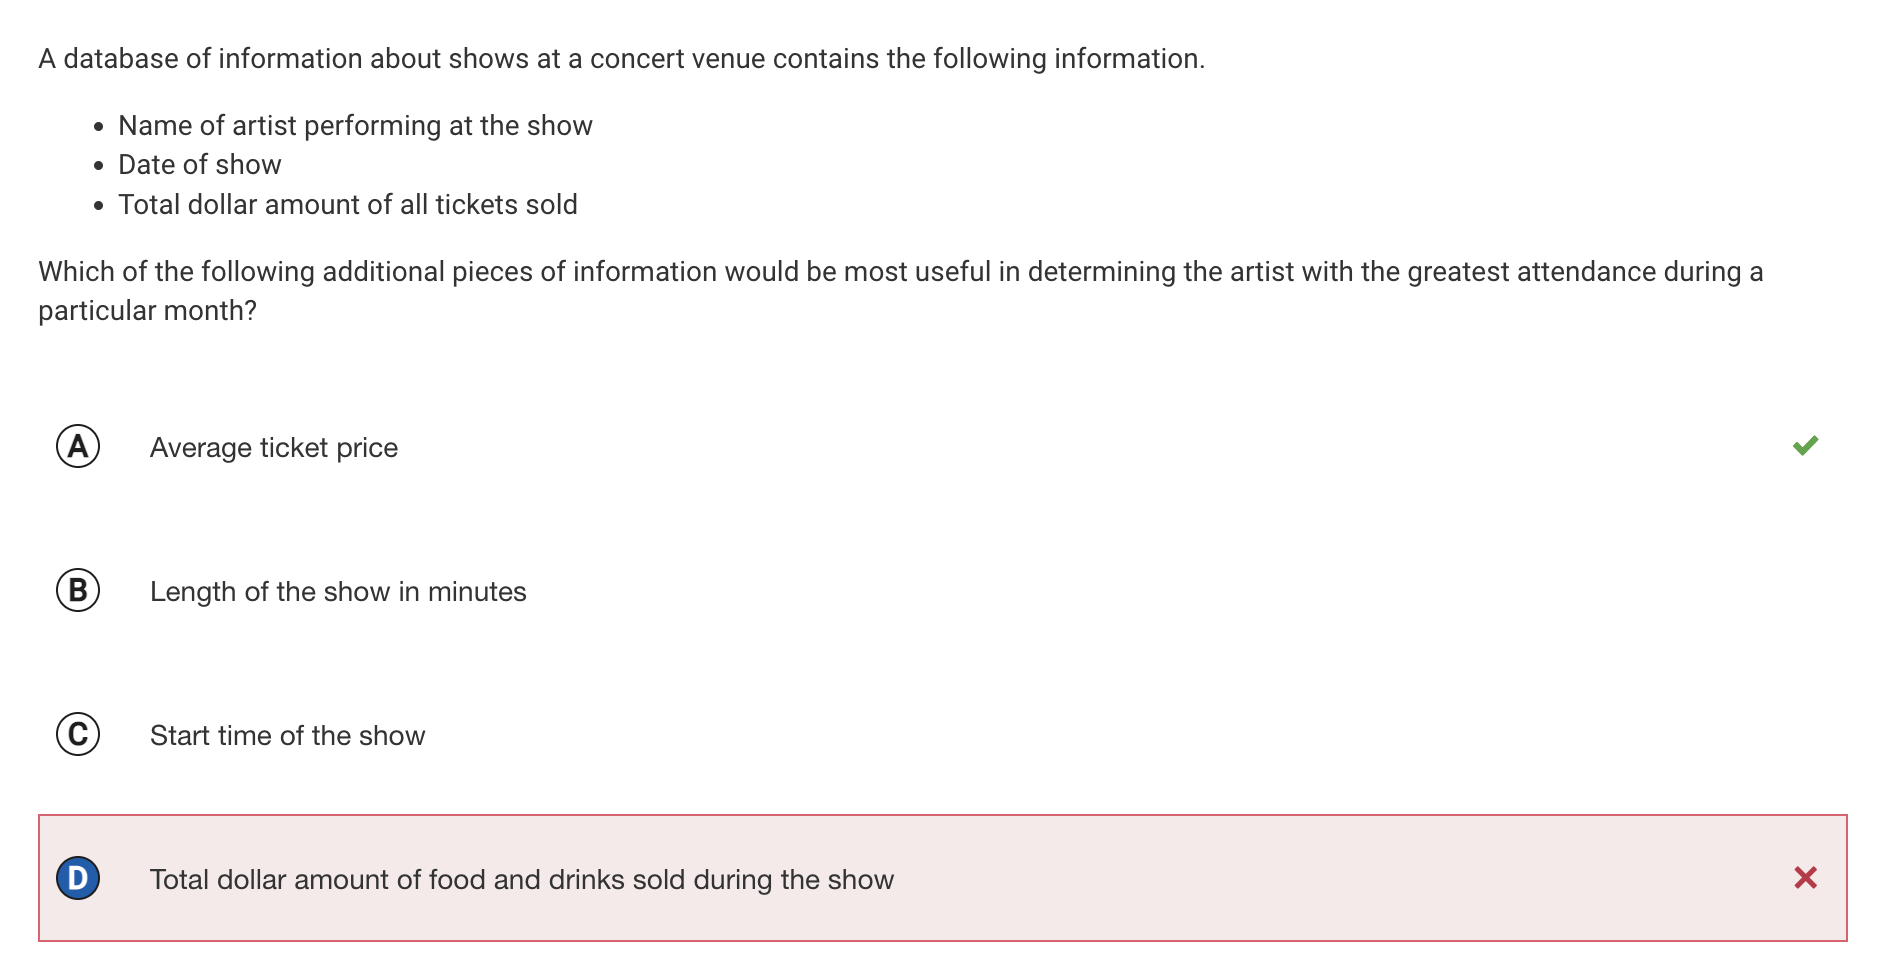 A database of information about shows at a concert venue contains the following information.
• Name of artist performing at the show
• Date of show
• Total dollar amount of all tickets sold
Which of the following additional pieces of information would be most useful in determining the artist with the greatest attendance during a
particular month?
A Average ticket price
B Length of the show in minutes
C Start time of the show
D Total dollar amount of food and drinks sold during the show